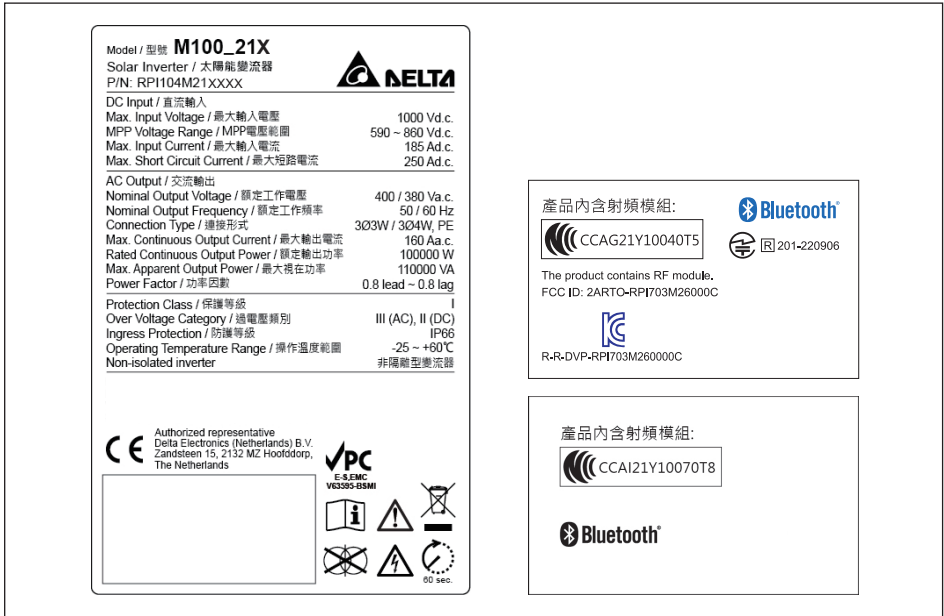 Model / 型號 M100_21X
Solar Inverter / 太陽能變流器
P/N: RPI104M21XXXX
DELTA
DC Input / 直流輸入
Max. Input Voltage / 最大輸入電壓 1000 Vd.c.
MPP Voltage Range / MPP電壓範圍 590 ~ 860 Vd.c.
Max. Input Current / 最大輸入電流 185 Ad.c.
Max. Short Circuit Current / 最大短路電流 250 Ad.c.
AC Output / 交流輸出
Nominal Output Voltage / 額定工作電壓 400 / 380 Va.c.
Nominal Output Frequency / 額定工作頻率 50 / 60 Hz
Connection Type / 連接形式 3Ø3W / 3Ø4W, PE
Max. Continuous Output Current / 最大輸出電流 160 Aa.c.
Rated Continuous Output Power / 額定輸出功率 100000 W
Max. Apparent Output Power / 最大視在功率 110000 VA
Power Factor / 功率因數 0.8 lead ~ 0.8 lag
Protection Class / 保護等級 I
Over Voltage Category / 過電壓類別 III (AC), II (DC)
Ingress Protection / 防護等級 IP66
Operating Temperature Range / 操作溫度範圍 -25 ~ +60℃
Non-isolated inverter 非隔離型變流器
CE
Authorized representative
Delta Electronics (Netherlands) B.V.
Zandsteen 15, 2132 MZ Hoofddorp,
The Netherlands
VPC
E-S,EMC
V63595-BSMI
60 sec.
產品內含射頻模組:
CCAG21Y10040T5
Bluetooth®
R 201-220906
The product contains RF module.
FCC ID: 2ARTO-RPI703M26000C
R-R-DVP-RPI703M260000C
產品內含射頻模組:
CCAI21Y10070T8
Bluetooth®